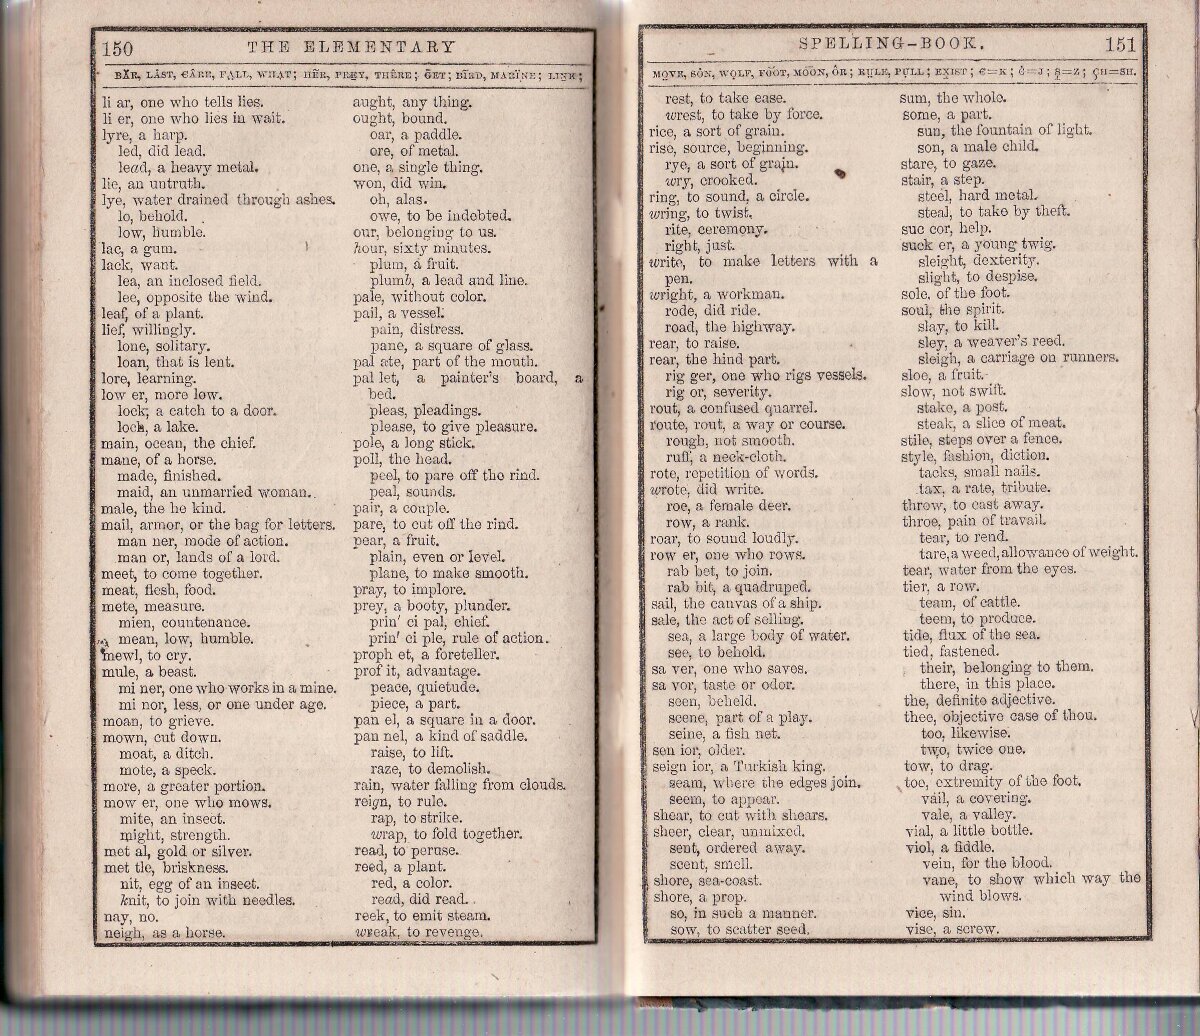 150 THE ELEMENTARY
BÄR, LÅST, CÂRE, FALL, WHAT; HĒR, PREY, THÊRE; ĞET; BĪRD, MARÏNE; LINK;
li ar, one who tells lies.
li er, one who lies in wait.
lyre, a harp.
led, did lead.
lead, a heavy metal.
lie, an untruth.
lye, water drained through ashes.
lo, behold.
low, humble.
lac, a gum.
lack, want.
lea, an inclosed field.
lee, opposite the wind.
leaf, of a plant.
lief, willingly.
lone, solitary.
loan, that is lent.
lore, learning.
low er, more low.
lock, a catch to a door.
loch, a lake.
main, ocean, the chief.
mane, of a horse.
made, finished.
maid, an unmarried woman.
male, the he kind.
mail, armor, or the bag for letters.
man ner, mode of action.
man or, lands of a lord.
meet, to come together.
meat, flesh, food.
mete, measure.
mien, countenance.
mean, low, humble.
mewl, to cry.
mule, a beast.
mi ner, one who works in a mine.
mi nor, less, or one under age.
moan, to grieve.
mown, cut down.
moat, a ditch.
mote, a speck.
more, a greater portion.
mow er, one who mows.
mite, an insect.
might, strength.
met al, gold or silver.
met tle, briskness.
nit, egg of an insect.
knit, to join with needles.
nay, no.
neigh, as a horse.
aught, any thing.
ought, bound.
oar, a paddle.
ore, of metal.
one, a single thing.
won, did win.
oh, alas.
owe, to be indebted.
our, belonging to us.
hour, sixty minutes.
plum, a fruit.
plumb, a lead and line.
pale, without color.
pail, a vessel.
pain, distress.
pane, a square of glass.
pal ate, part of the mouth.
pal let, a painter's board, a
bed.
pleas, pleadings.
please, to give pleasure.
pole, a long stick.
poll, the head.
peel, to pare off the rind.
peal, sounds.
pair, a couple.
pare, to cut off the rind.
pear, a fruit.
plain, even or level.
plane, to make smooth.
pray, to implore.
prey, a booty, plunder.
prin' ci pal, chief.
prin' ci ple, rule of action.
proph et, a foreteller.
prof it, advantage.
peace, quietude.
piece, a part.
pan el, a square in a door.
pan nel, a kind of saddle.
raise, to lift.
raze, to demolish.
rain, water falling from clouds.
reign, to rule.
rap, to strike.
wrap, to fold together.
read, to peruse.
reed, a plant.
red, a color.
read, did read.
reek, to emit steam.
wreak, to revenge.
SPELLING-BOOK. 151
MOVE, SÓN, WOLF, FOOT, MOON, ÔR; RULE, PULL; EXIST; C=K; Ġ=J; S=Z; ÇH=SH.
rest, to take ease.
wrest, to take by force.
rice, a sort of grain.
rise, source, beginning.
rye, a sort of grain.
wry, crooked.
ring, to sound, a circle.
wring, to twist.
rite, ceremony.
right, just.
write, to make letters with a
pen.
wright, a workman.
rode, did ride.
road, the highway.
rear, to raise.
rear, the hind part.
rig ger, one who rigs vessels.
rig or, severity.
rout, a confused quarrel.
route, rout, a way or course.
rough, not smooth.
ruff, a neck-cloth.
rote, repetition of words.
wrote, did write.
roe, a female deer.
row, a rank.
roar, to sound loudly.
row er, one who rows.
rab bet, to join.
rab bit, a quadruped.
sail, the canvas of a ship.
sale, the act of selling.
sea, a large body of water.
see, to behold.
sa ver, one who saves.
sa vor, taste or odor.
seen, beheld.
scene, part of a play.
seine, a fish net.
sen ior, older.
seign ior, a Turkish king.
seam, where the edges join.
seem, to appear.
shear, to cut with shears.
sheer, clear, unmixed.
sent, ordered away.
scent, smell.
shore, sea-coast.
shore, a prop.
so, in such a manner.
sow, to scatter seed.
sum, the whole.
some, a part.
sun, the fountain of light.
son, a male child.
stare, to gaze.
stair, a step.
steel, hard metal.
steal, to take by theft.
suc cor, help.
suck er, a young twig.
sleight, dexterity.
slight, to despise.
sole, of the foot.
soul, the spirit.
slay, to kill.
sley, a weaver's reed.
sleigh, a carriage on runners.
sloe, a fruit.
slow, not swift.
stake, a post.
steak, a slice of meat.
stile, steps over a fence.
style, fashion, diction.
tacks, small nails.
tax, a rate, tribute.
throw, to cast away.
throe, pain of travail.
tear, to rend.
tare, a weed, allowance of weight.
tear, water from the eyes.
tier, a row.
team, of cattle.
teem, to produce.
tide, flux of the sea.
tied, fastened.
their, belonging to them.
there, in this place.
the, definite adjective.
thee, objective case of thou.
too, likewise.
two, twice one.
tow, to drag.
toe, extremity of the foot.
vail, a covering.
vale, a valley.
vial, a little bottle.
viol, a fiddle.
vein, for the blood.
vane, to show which way the
wind blows.
vice, sin.
vise, a screw.